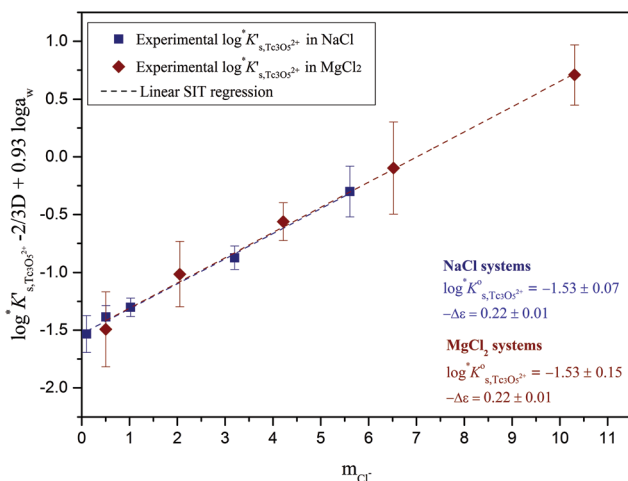 Experimental log*K's,Tc3O5²⁺ in NaCl
Experimental log*K's,Tc3O5²⁺ in MgCl2
Linear SIT regression
log*K's,Tc3O5²⁺ -2/3D + 0.93 logaw
1.0
0.5
0.0
-0.5
-1.0
-1.5
-2.0
NaCl systems
log*K°s,Tc3O5²⁺ = −1.53 ± 0.07
−Δε = 0.22 ± 0.01
MgCl2 systems
log*K°s,Tc3O5²⁺ = −1.53 ± 0.15
−Δε = 0.22 ± 0.01
0 1 2 3 4 5 6 7 8 9 10 11
mCl-